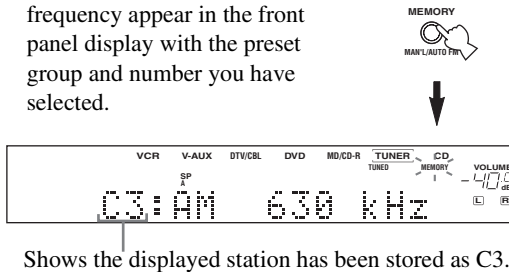 frequency appear in the front
panel display with the preset
group and number you have
selected.
MEMORY
MAN'L/AUTO FM
VCR V-AUX DTV/CBL DVD MD/CD-R TUNER CD
TUNED MEMORY VOLUME
SP
A
-40 dB
L
C3:AM 630 kHz
Shows the displayed station has been stored as C3.